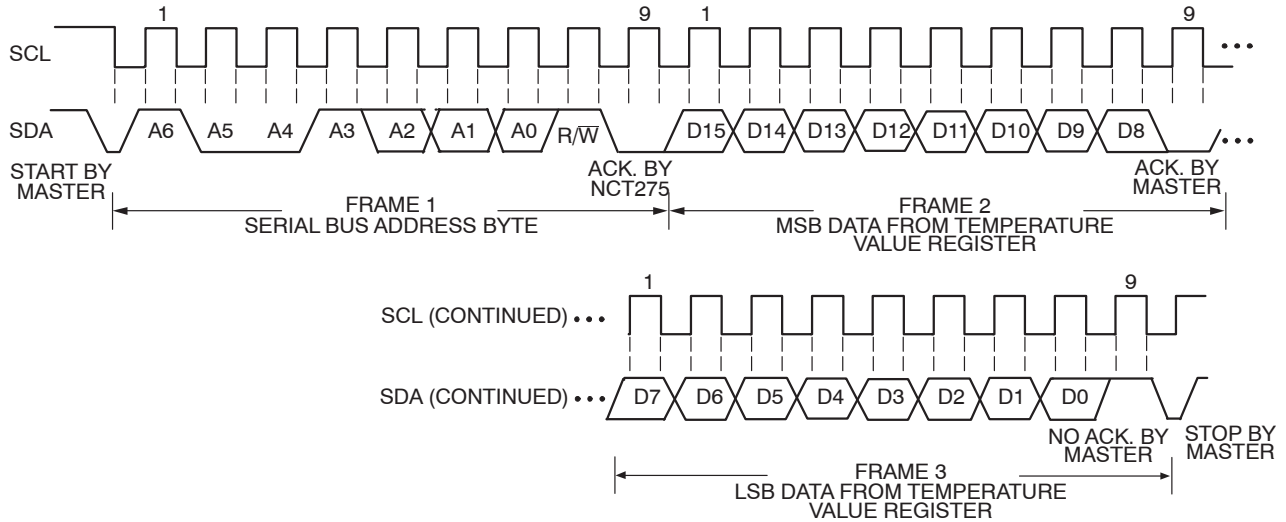 1 9 1 9
SCL
SDA A6 A5 A4 A3 A2 A1 A0 R/W̅ D15 D14 D13 D12 D11 D10 D9 D8
START BY
MASTER
ACK. BY
NCT275
ACK. BY
MASTER
FRAME 1
SERIAL BUS ADDRESS BYTE
FRAME 2
MSB DATA FROM TEMPERATURE
VALUE REGISTER
1 9
SCL (CONTINUED)
SDA (CONTINUED) D7 D6 D5 D4 D3 D2 D1 D0
NO ACK. BY
MASTER
STOP BY
MASTER
FRAME 3
LSB DATA FROM TEMPERATURE
VALUE REGISTER